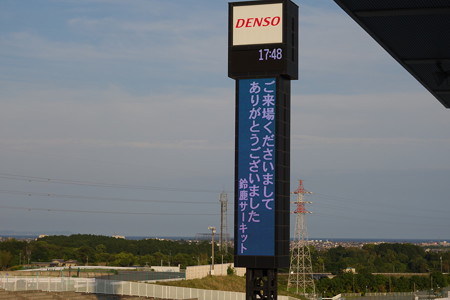 DENSO
17:48
ご来場くださいまして
ありがとうございました
鈴鹿サーキット